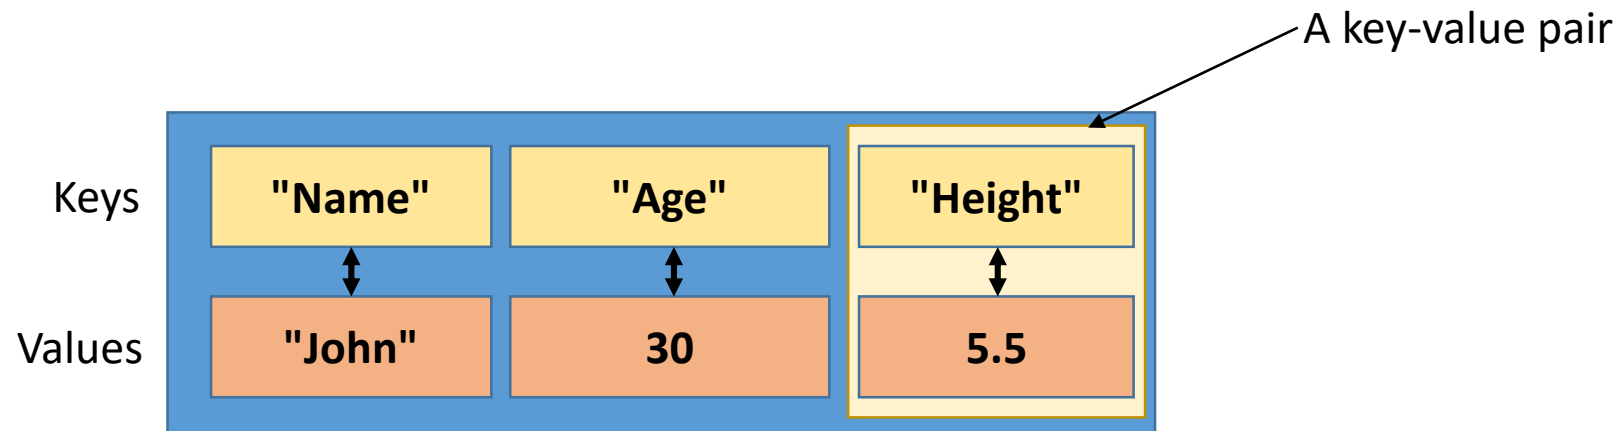 A key-value pair
Keys "Name" "Age" "Height"
Values "John" 30 5.5